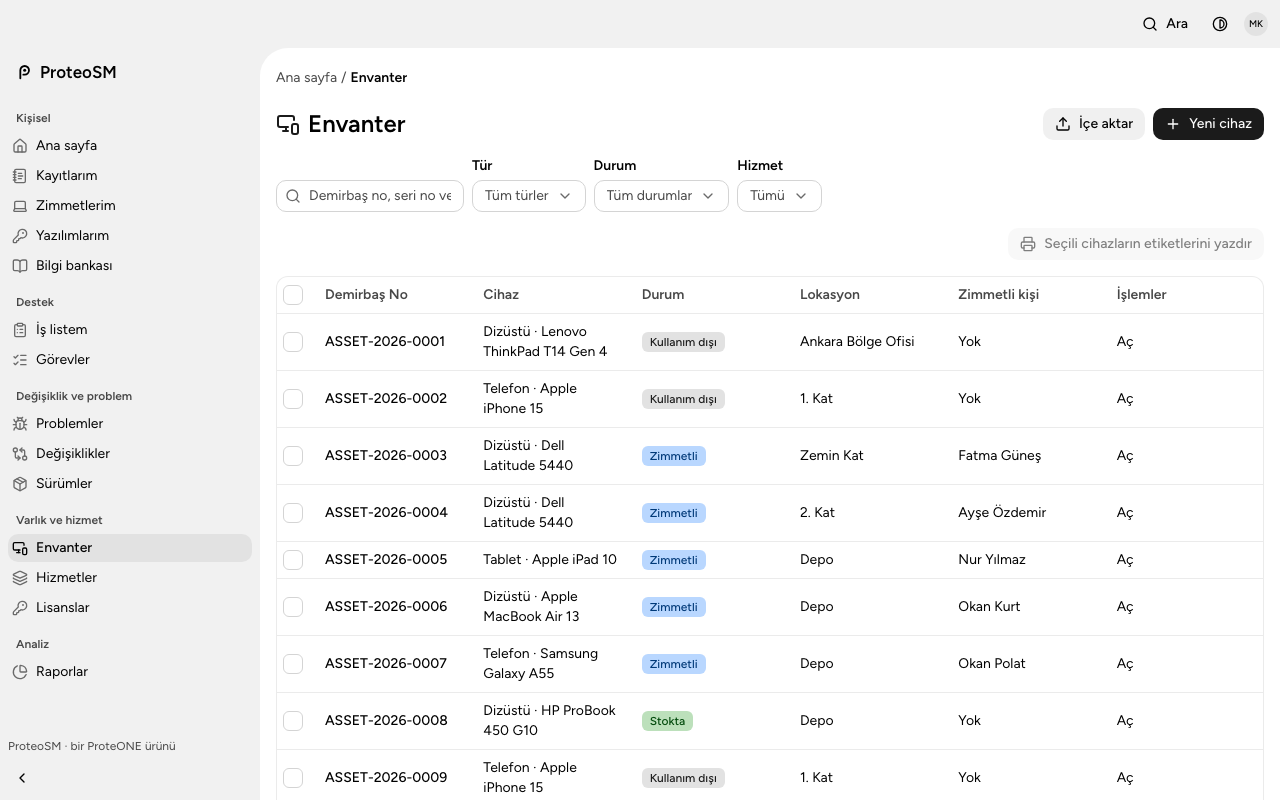 Ara
MK
ProteoSM
Kişisel
Ana sayfa
Kayıtlarım
Zimmetlerim
Yazılımlarım
Bilgi bankası
Destek
İş listem
Görevler
Değişiklik ve problem
Problemler
Değişiklikler
Sürümler
Varlık ve hizmet
Envanter
Hizmetler
Lisanslar
Analiz
Raporlar
ProteoSM · bir ProteONE ürünü
Ana sayfa / Envanter
Envanter
İçe aktar
Yeni cihaz
Tür
Durum
Hizmet
Demirbaş no, seri no ve
Tüm türler
Tüm durumlar
Tümü
Seçili cihazların etiketlerini yazdır
Demirbaş No Cihaz Durum Lokasyon Zimmetli kişi İşlemler
ASSET-2026-0001 Dizüstü · Lenovo Kullanım dışı Ankara Bölge Ofisi Yok Aç
ThinkPad T14 Gen 4
ASSET-2026-0002 Telefon · Apple Kullanım dışı 1. Kat Yok Aç
iPhone 15
ASSET-2026-0003 Dizüstü · Dell Zimmetli Zemin Kat Fatma Güneş Aç
Latitude 5440
ASSET-2026-0004 Dizüstü · Dell Zimmetli 2. Kat Ayşe Özdemir Aç
Latitude 5440
ASSET-2026-0005 Tablet · Apple iPad 10 Zimmetli Depo Nur Yılmaz Aç
ASSET-2026-0006 Dizüstü · Apple Zimmetli Depo Okan Kurt Aç
MacBook Air 13
ASSET-2026-0007 Telefon · Samsung Zimmetli Depo Okan Polat Aç
Galaxy A55
ASSET-2026-0008 Dizüstü · HP ProBook Stokta Depo Yok Aç
450 G10
ASSET-2026-0009 Telefon · Apple Kullanım dışı 1. Kat Yok Aç
iPhone 15